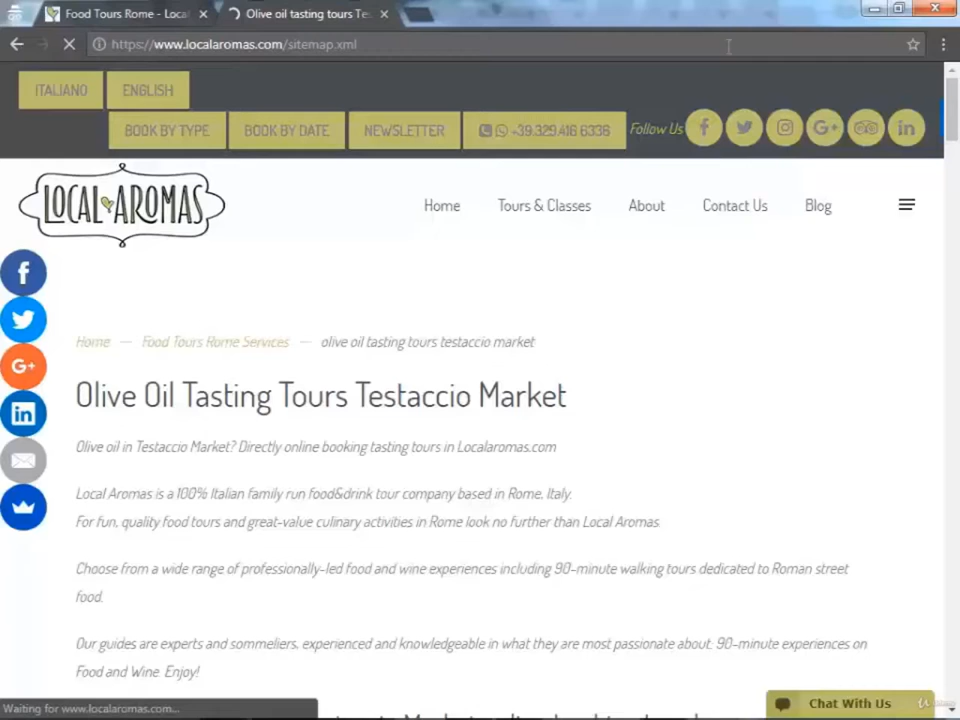 Food Tours Rome - Local
Olive oil tasting tours Tes
https://www.localaromas.com/sitemap.xml
ITALIANO
ENGLISH
BOOK BY TYPE
BOOK BY DATE
NEWSLETTER
+39.329.416 6336
Follow Us
LOCAL AROMAS
Home
Tours & Classes
About
Contact Us
Blog
Home — Food Tours Rome Services — olive oil tasting tours testaccio market
Olive Oil Tasting Tours Testaccio Market
Olive oil in Testaccio Market? Directly online booking tasting tours in Localaromas.com
Local Aromas is a 100% Italian family run food&drink tour company based in Rome, Italy.
For fun, quality food tours and great-value culinary activities in Rome look no further than Local Aromas.
Choose from a wide range of professionally-led food and wine experiences including 90-minute walking tours dedicated to Roman street
food.
Our guides are experts and sommeliers, experienced and knowledgeable in what they are most passionate about. 90-minute experiences on
Food and Wine. Enjoy!
Waiting for www.localaromas.com...
Chat With Us